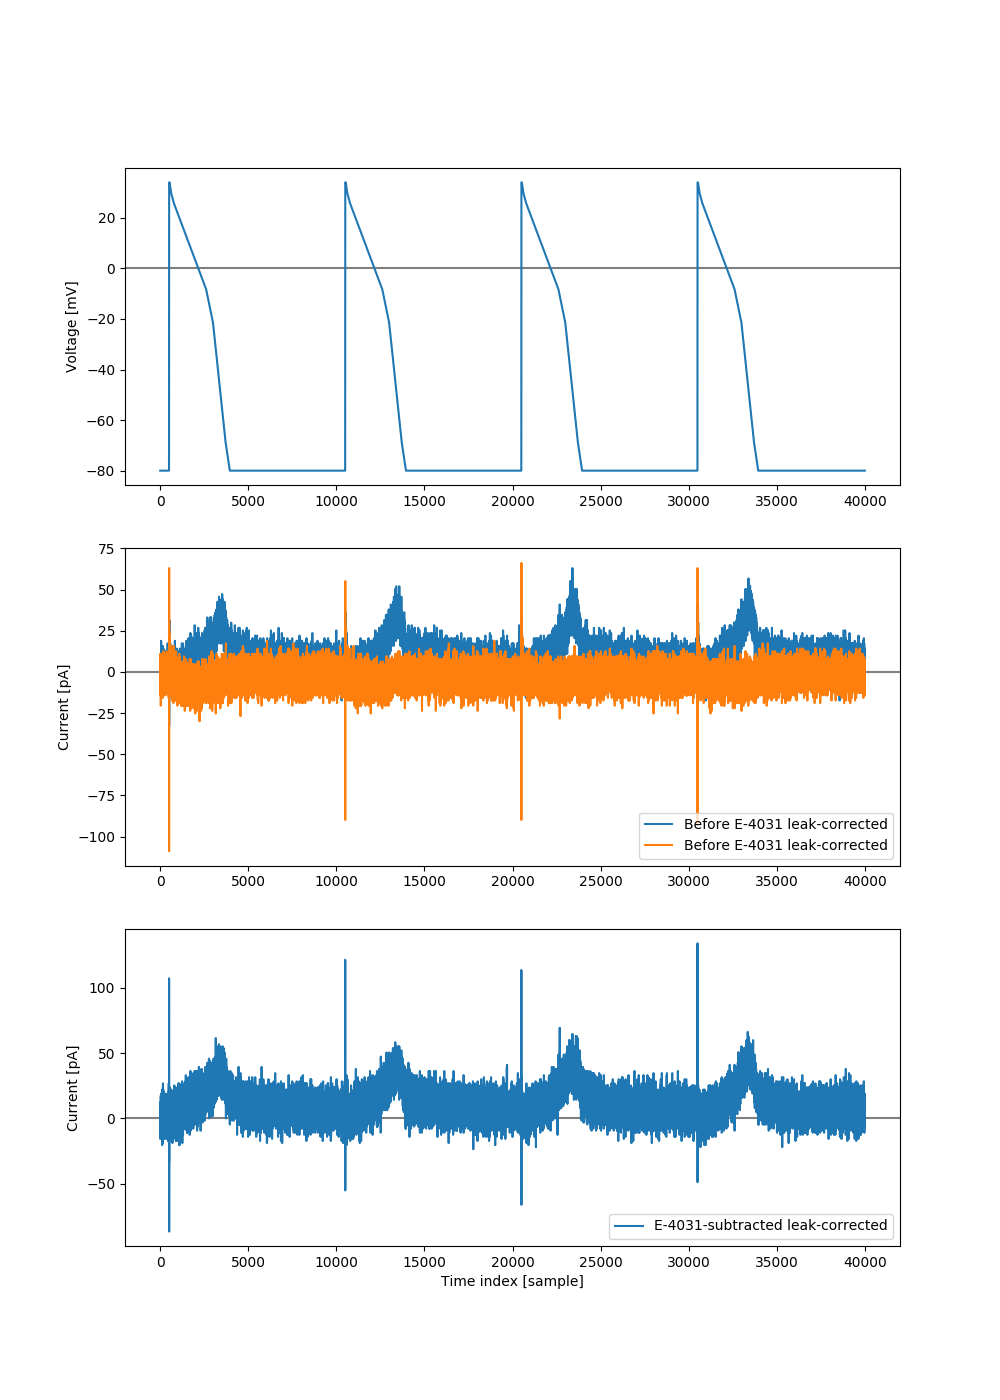 20
0
−20
−40
−60
−80
Voltage [mV]
0 5000 10000 15000 20000 25000 30000 35000 40000
75
50
25
0
−25
−50
−75
−100
Current [pA]
Before E-4031 leak-corrected
Before E-4031 leak-corrected
0 5000 10000 15000 20000 25000 30000 35000 40000
100
50
0
−50
Current [pA]
E-4031-subtracted leak-corrected
0 5000 10000 15000 20000 25000 30000 35000 40000
Time index [sample]